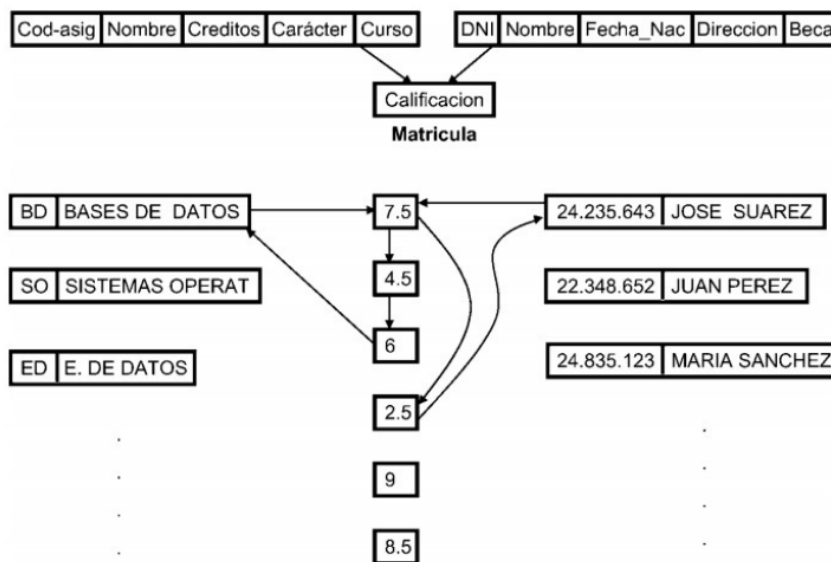 Cod-asig Nombre Creditos Carácter Curso
DNI Nombre Fecha_Nac Direccion Beca
Calificacion
Matricula
BD BASES DE DATOS
7.5
24.235.643 JOSE SUAREZ
SO SISTEMAS OPERAT
4.5
22.348.652 JUAN PEREZ
ED E. DE DATOS
6
24.835.123 MARIA SANCHEZ
2.5
9
8.5